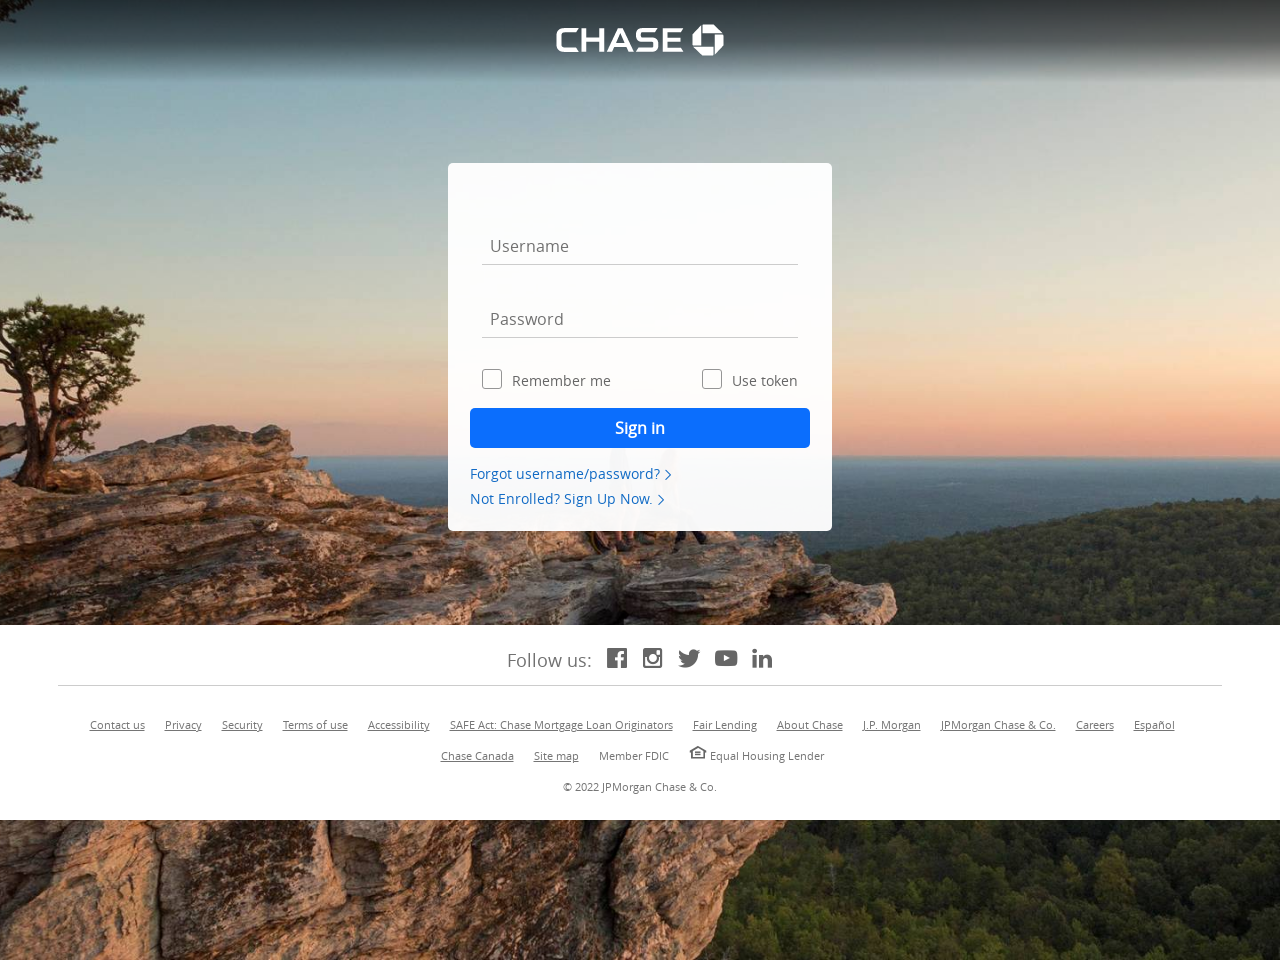 CHASE
Username
Password
Remember me Use token
Sign in
Forgot username/password?
Not Enrolled? Sign Up Now.
Follow us:
Contact us Privacy Security Terms of use Accessibility SAFE Act: Chase Mortgage Loan Originators Fair Lending About Chase J.P. Morgan JPMorgan Chase & Co. Careers Español
Chase Canada Site map Member FDIC Equal Housing Lender
© 2022 JPMorgan Chase & Co.